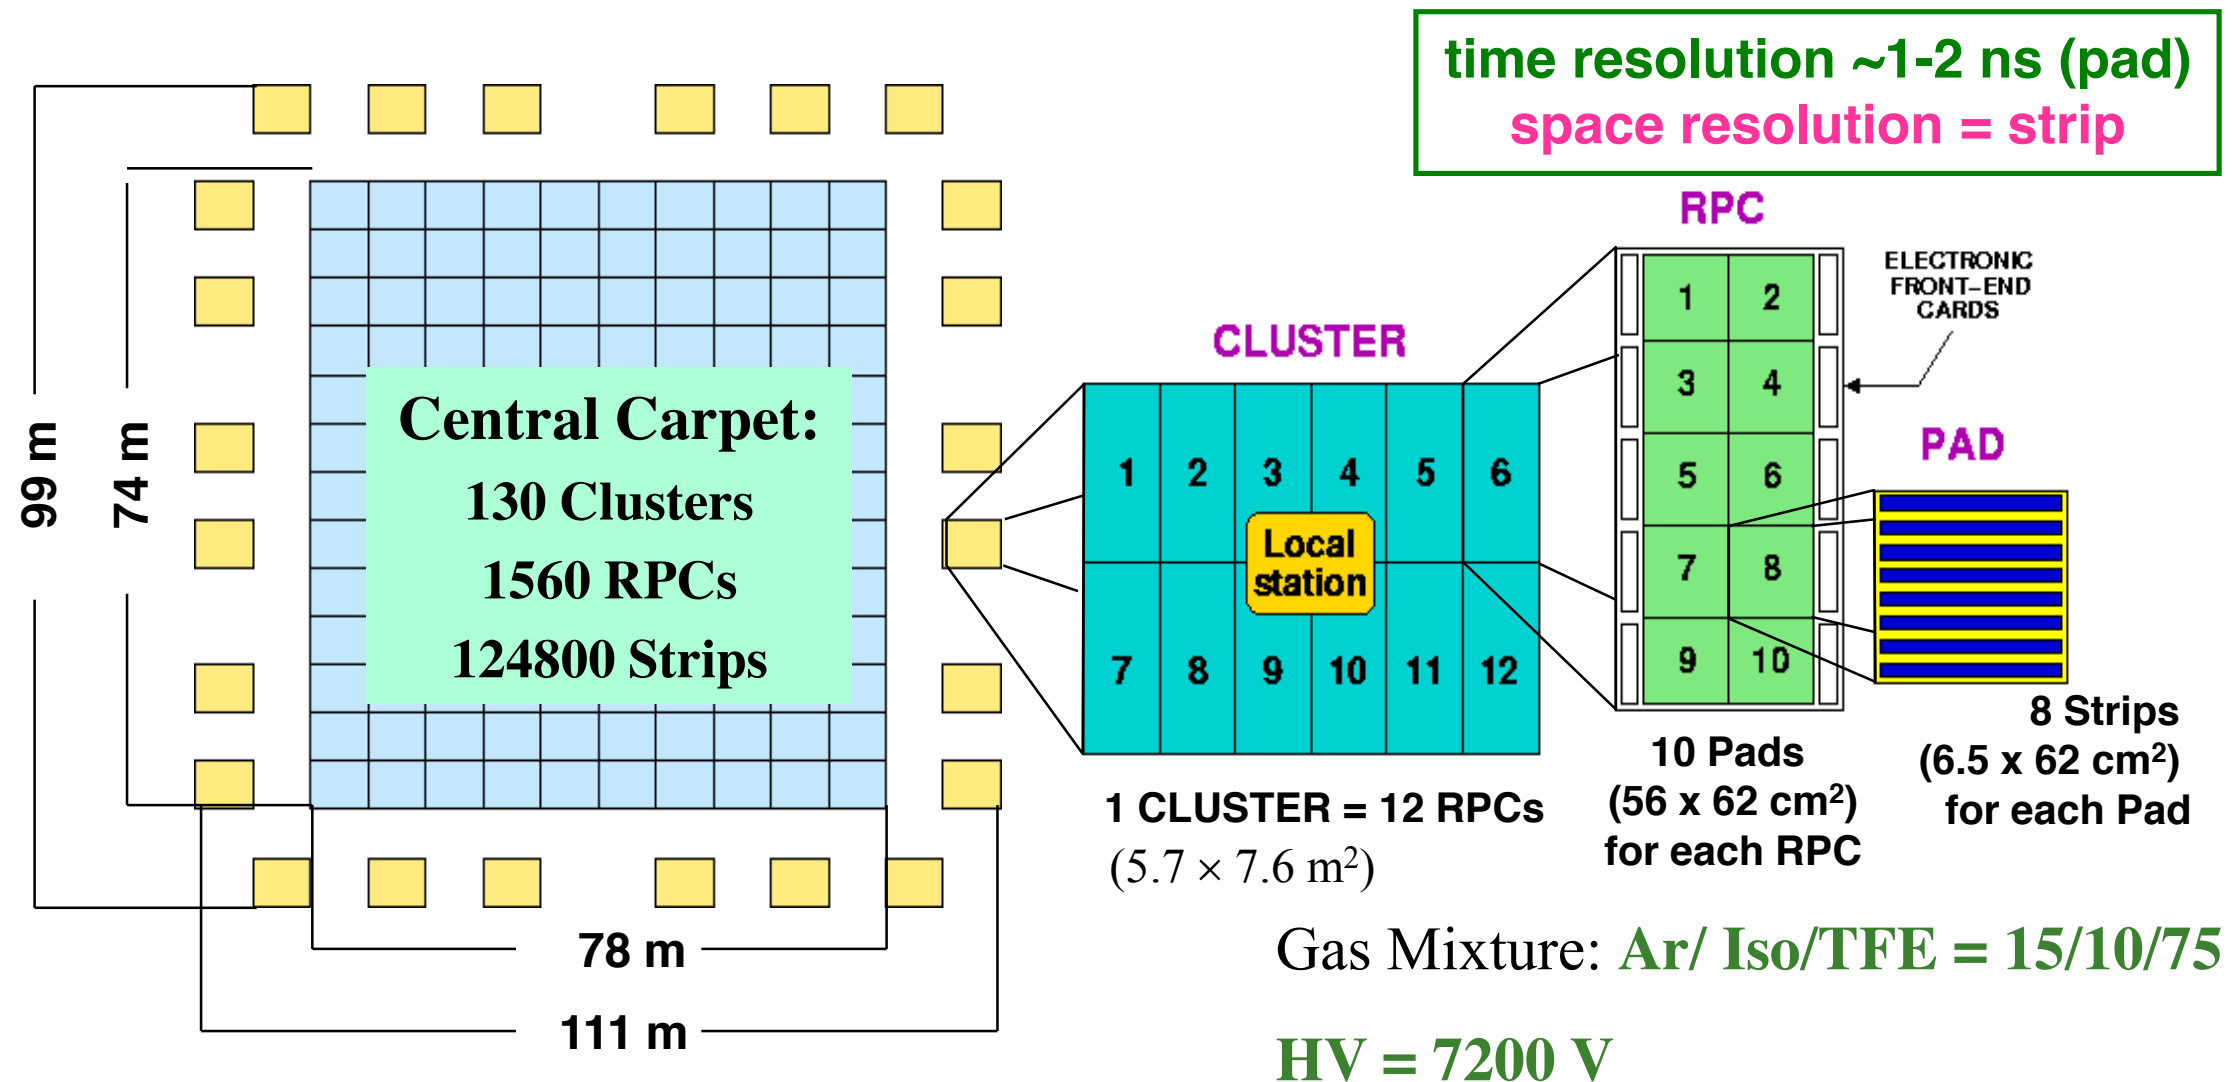 time resolution ~1-2 ns (pad)
space resolution = strip
RPC
ELECTRONIC
FRONT-END
CARDS
1 2
3 4
5 6
7 8
9 10
CLUSTER
1 2 3 4 5 6
Local
station
7 8 9 10 11 12
PAD
99 m
74 m
Central Carpet:
130 Clusters
1560 RPCs
124800 Strips
8 Strips
(6.5 x 62 cm²)
for each Pad
10 Pads
(56 x 62 cm²)
for each RPC
1 CLUSTER = 12 RPCs
(5.7 × 7.6 m²)
78 m
111 m
Gas Mixture: Ar/ Iso/TFE = 15/10/75
HV = 7200 V